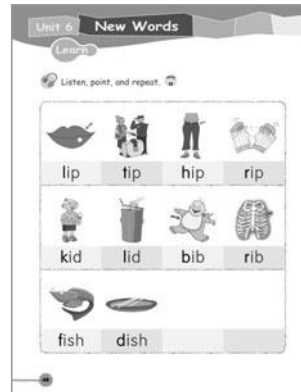 Unit 6 New Words
Learn
Listen, point, and repeat.
lip tip hip rip
kid lid bib rib
fish dish